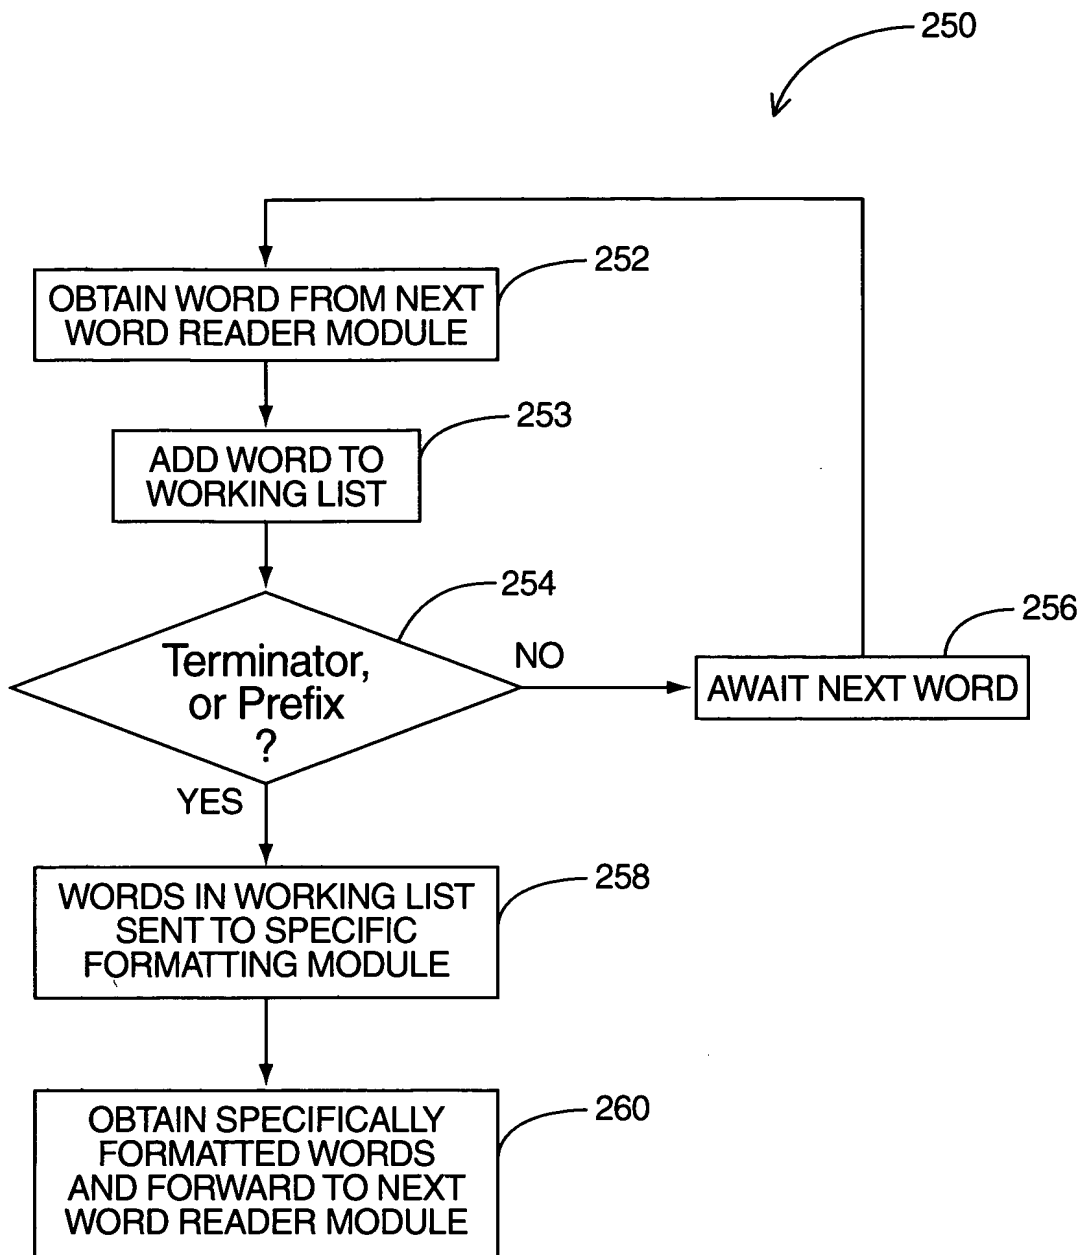 250
252
OBTAIN WORD FROM NEXT
WORD READER MODULE
253
ADD WORD TO
WORKING LIST
254
Terminator,
or Prefix
?
NO
256
AWAIT NEXT WORD
YES
258
WORDS IN WORKING LIST
SENT TO SPECIFIC
FORMATTING MODULE
260
OBTAIN SPECIFICALLY
FORMATTED WORDS
AND FORWARD TO NEXT
WORD READER MODULE